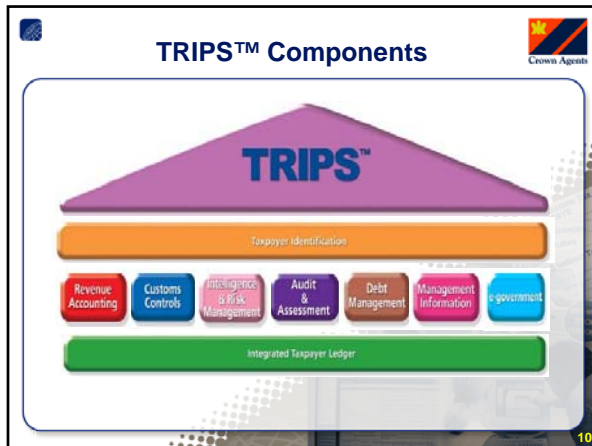 TRIPS™ Components
Crown Agents
TRIPS™
Taxpayer Identification
Revenue
Accounting
Customs
Controls
Intelligence
& Risk
Management
Audit
&
Assessment
Debt
Management
Management
Information
e-government
Integrated Taxpayer Ledger
10